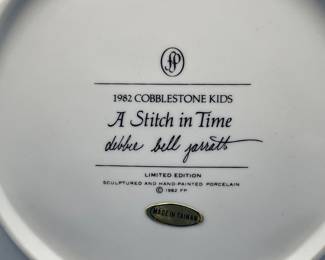 FP
1982 COBBLESTONE KIDS
A Stitch in Time
debbie bell jarratt
LIMITED EDITION
SCULPTURED AND HAND-PAINTED PORCELAIN
© 1982 FP
MADE IN TAIWAN